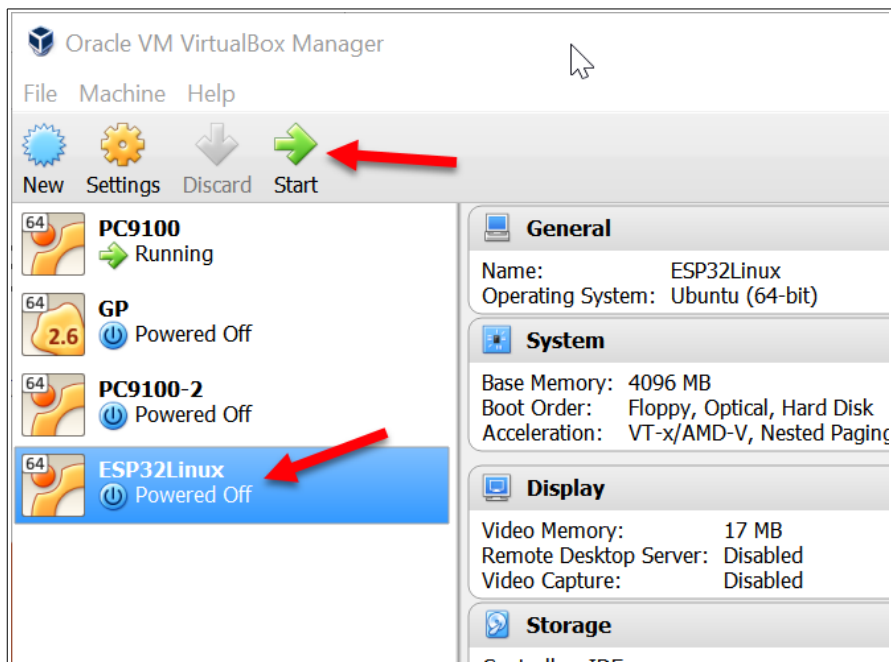 Oracle VM VirtualBox Manager
File Machine Help
New Settings Discard Start
64 PC9100
Running
64 2.6 GP
Powered Off
64 PC9100-2
Powered Off
64 ESP32Linux
Powered Off
General
Name: ESP32Linux
Operating System: Ubuntu (64-bit)
System
Base Memory: 4096 MB
Boot Order: Floppy, Optical, Hard Disk
Acceleration: VT-x/AMD-V, Nested Paging
Display
Video Memory: 17 MB
Remote Desktop Server: Disabled
Video Capture: Disabled
Storage